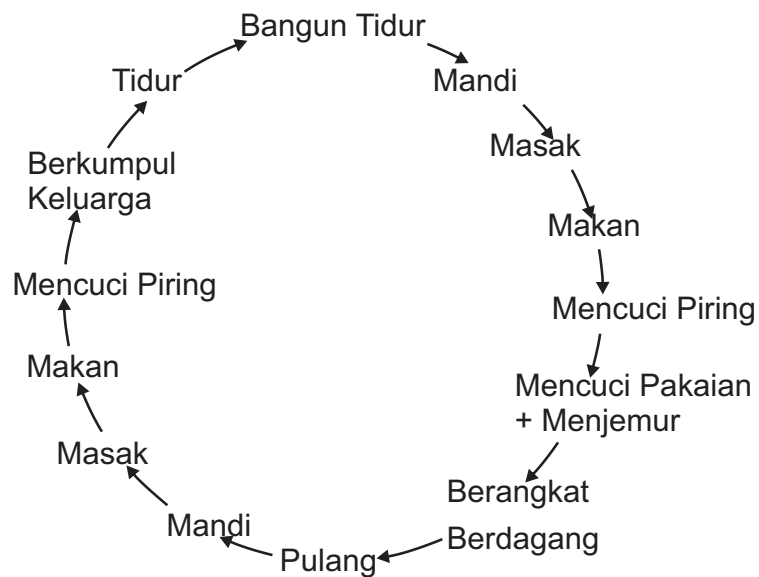 Bangun Tidur
Mandi
Masak
Makan
Mencuci Piring
Mencuci Pakaian
+ Menjemur
Berangkat
Berdagang
Pulang
Mandi
Masak
Makan
Mencuci Piring
Berkumpul
Keluarga
Tidur